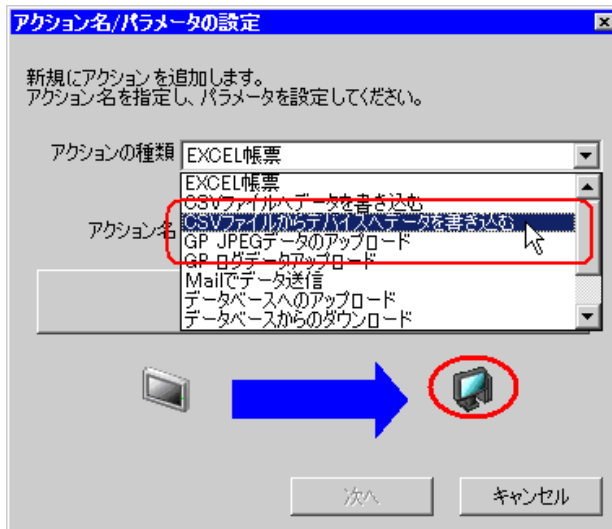 アクション名/パラメータの設定
新規にアクションを追加します。
アクション名を指定し、パラメータを設定してください。
アクションの種類 EXCEL帳票
EXCEL帳票
CSVファイルへデータを書き込む
アクション名 CSVファイルからデバイスへデータを書き込む
GP JPEGデータのアップロード
GP ログデータアップロード
Mailでデータ送信
データベースへのアップロード
データベースからのダウンロード
次へ キャンセル